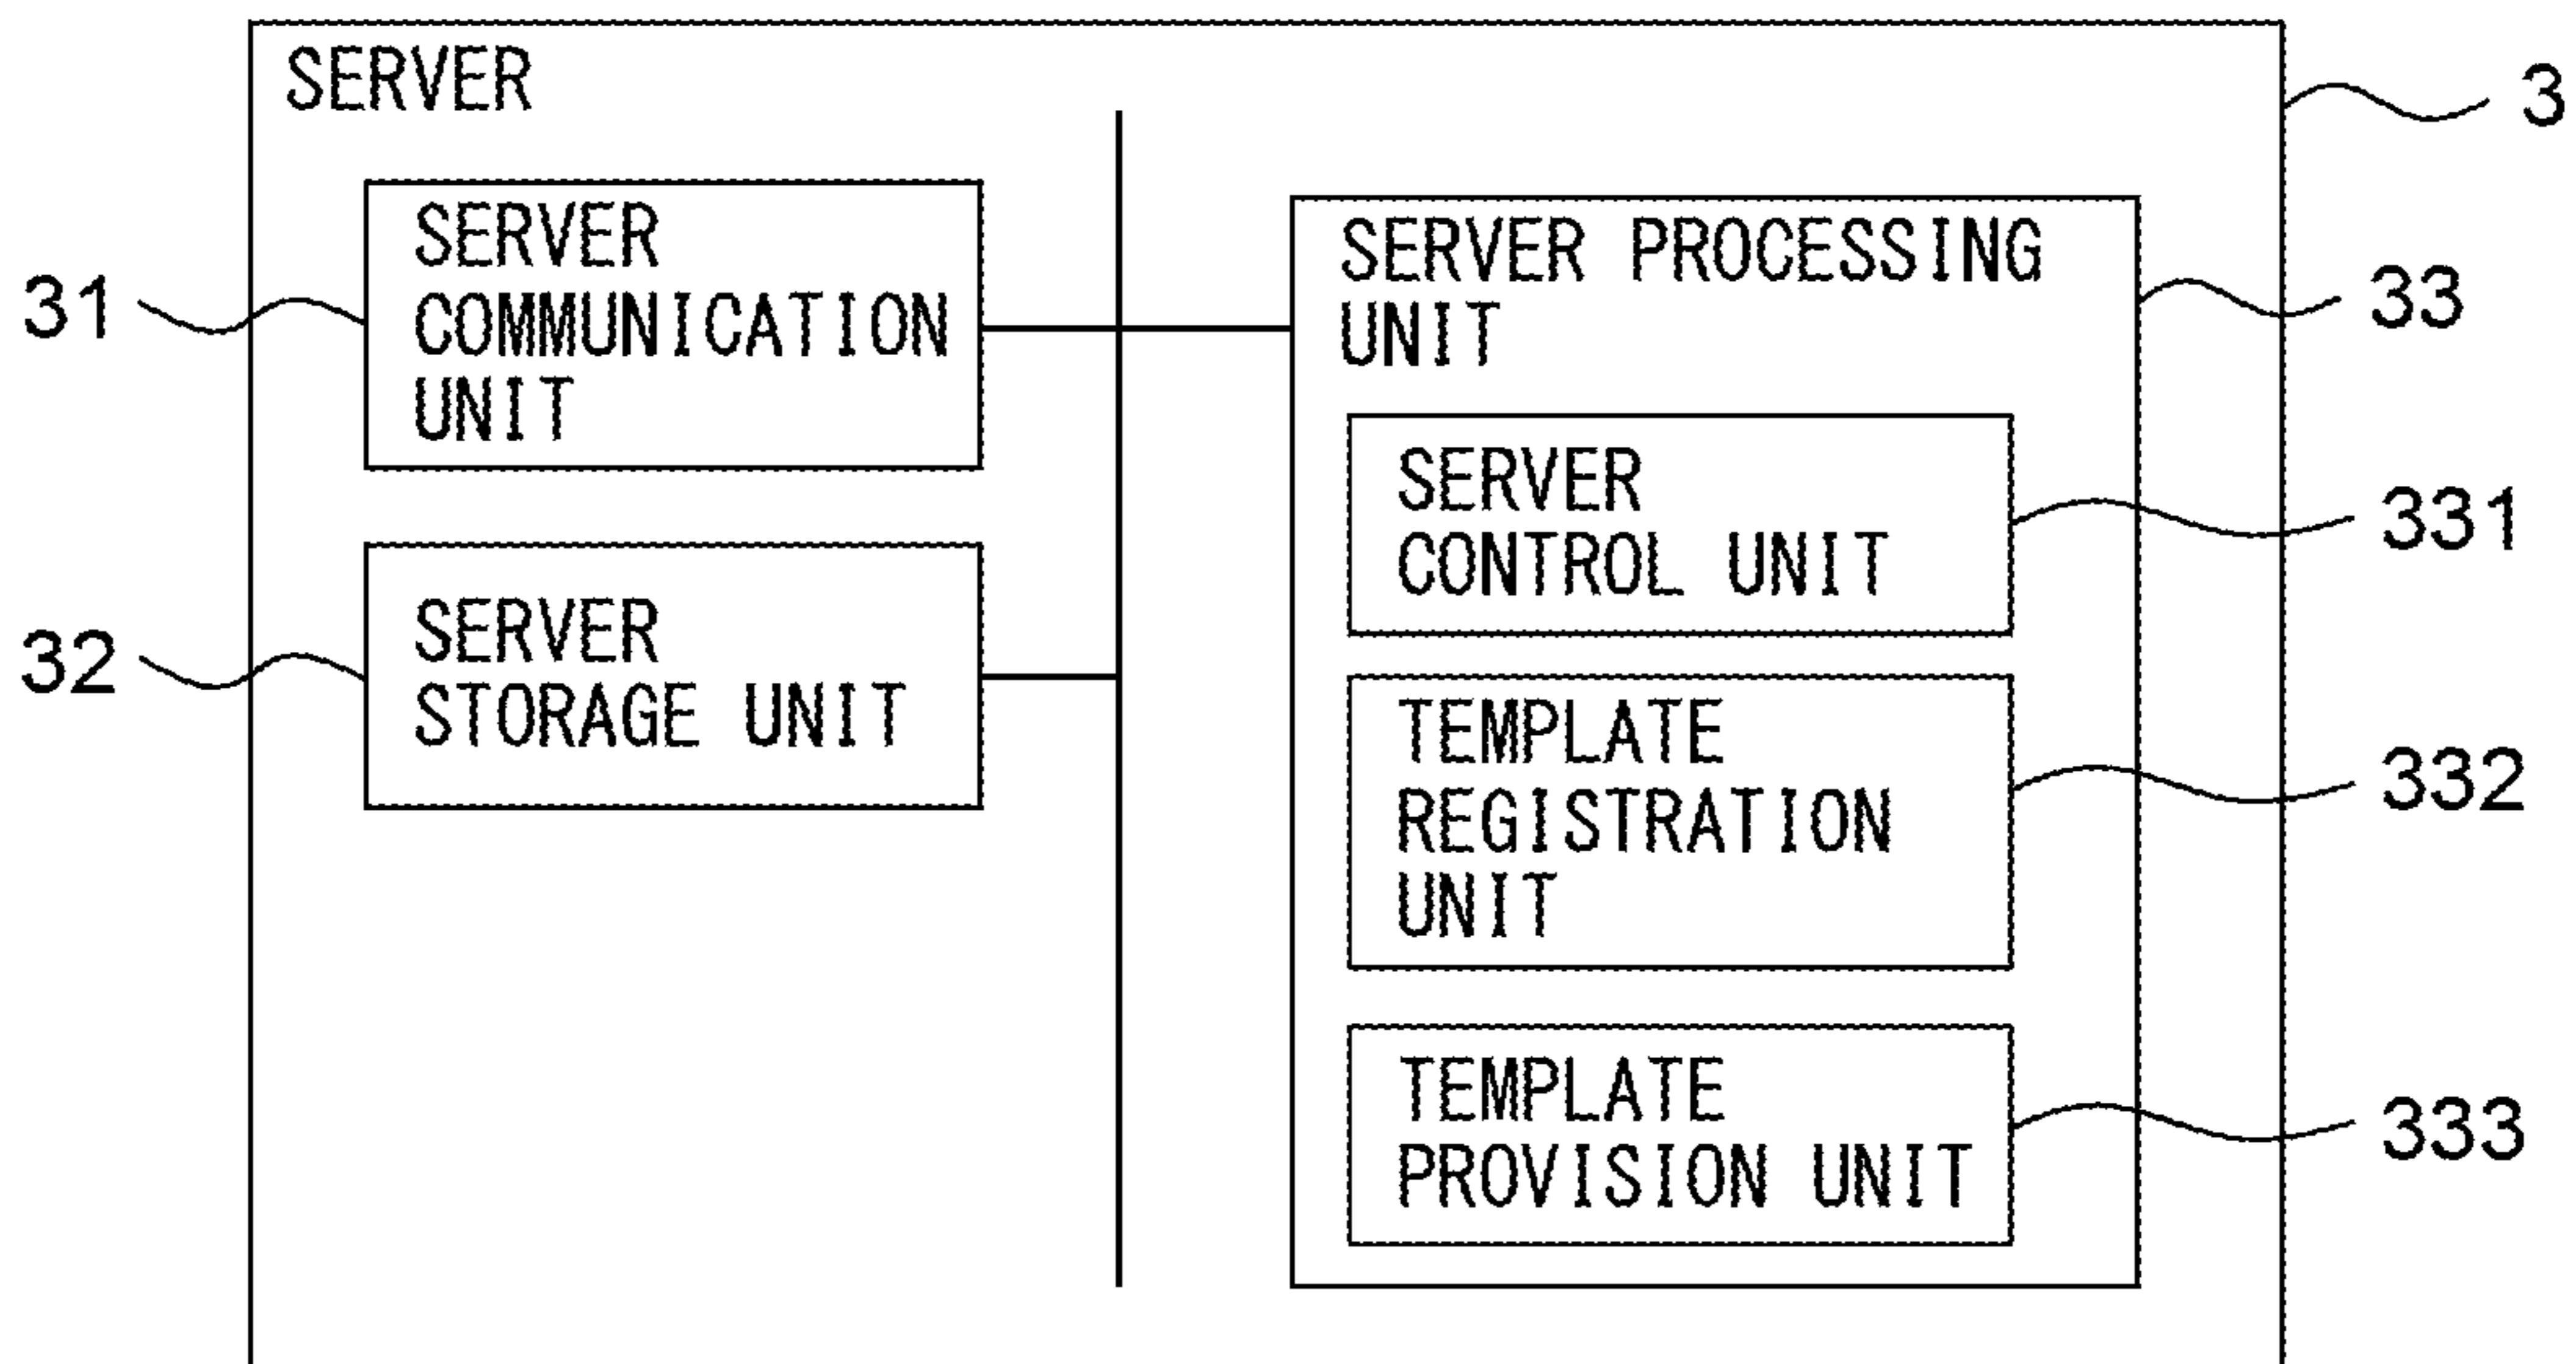 SERVER
3
SERVER
COMMUNICATION
UNIT
31
SERVER
STORAGE UNIT
32
SERVER PROCESSING
UNIT
33
SERVER
CONTROL UNIT
331
TEMPLATE
REGISTRATION
UNIT
332
TEMPLATE
PROVISION UNIT
333